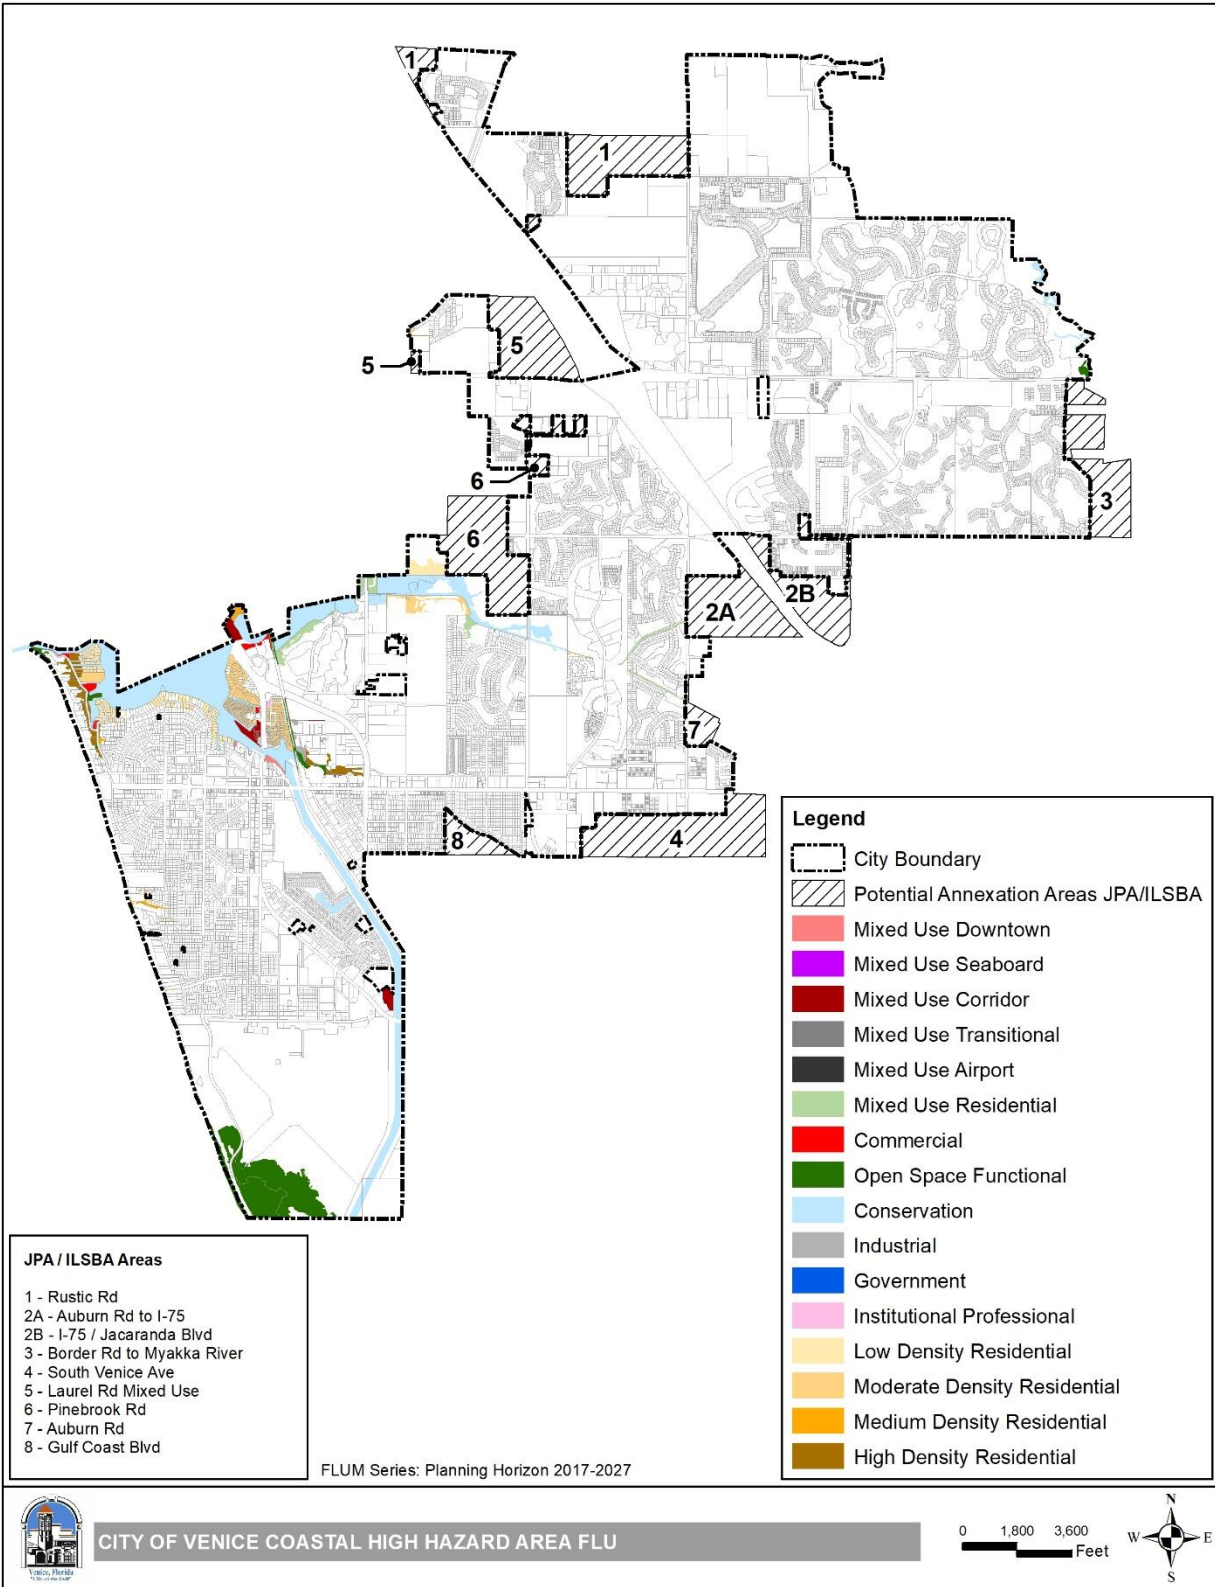 1
1
5
5
6
6
3
2B
2A
7
8
4
Legend
City Boundary
Potential Annexation Areas JPA/ILSBA
Mixed Use Downtown
Mixed Use Seaboard
Mixed Use Corridor
Mixed Use Transitional
Mixed Use Airport
Mixed Use Residential
Commercial
Open Space Functional
Conservation
Industrial
Government
Institutional Professional
Low Density Residential
Moderate Density Residential
Medium Density Residential
High Density Residential
JPA / ILSBA Areas
1 - Rustic Rd
2A - Auburn Rd to I-75
2B - I-75 / Jacaranda Blvd
3 - Border Rd to Myakka River
4 - South Venice Ave
5 - Laurel Rd Mixed Use
6 - Pinebrook Rd
7 - Auburn Rd
8 - Gulf Coast Blvd
FLUM Series: Planning Horizon 2017-2027
Venice, Florida
CITY OF VENICE COASTAL HIGH HAZARD AREA FLU
0 1,800 3,600
Feet
N
W E
S